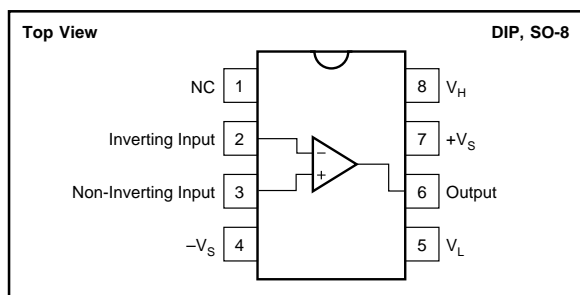 Top View DIP, SO-8
NC 1 8 V_H
Inverting Input 2 – 7 +V_S
Non-Inverting Input 3 + 6 Output
–V_S 4 5 V_L